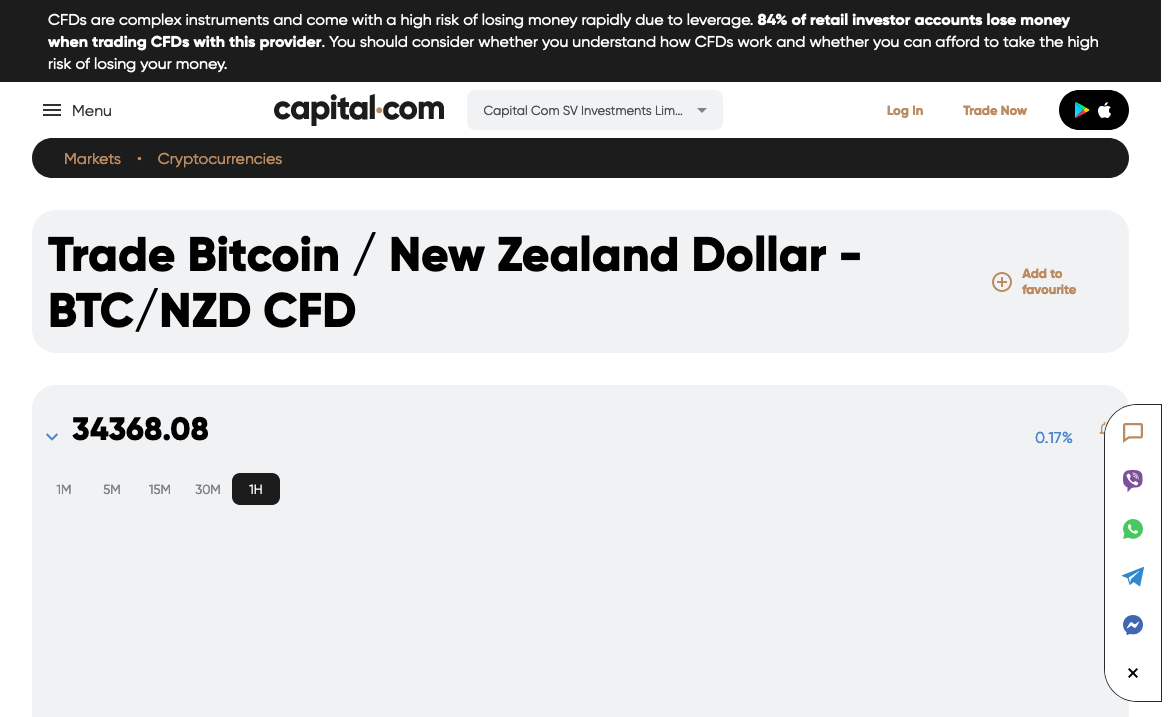 CFDs are complex instruments and come with a high risk of losing money rapidly due to leverage. 84% of retail investor accounts lose money
when trading CFDs with this provider. You should consider whether you understand how CFDs work and whether you can afford to take the high
risk of losing your money.
Menu
capital.com
Capital Com SV Investments Lim...
Log In
Trade Now
Markets • Cryptocurrencies
Trade Bitcoin / New Zealand Dollar -
BTC/NZD CFD
Add to
favourite
34368.08
0.17%
1M 5M 15M 30M 1H